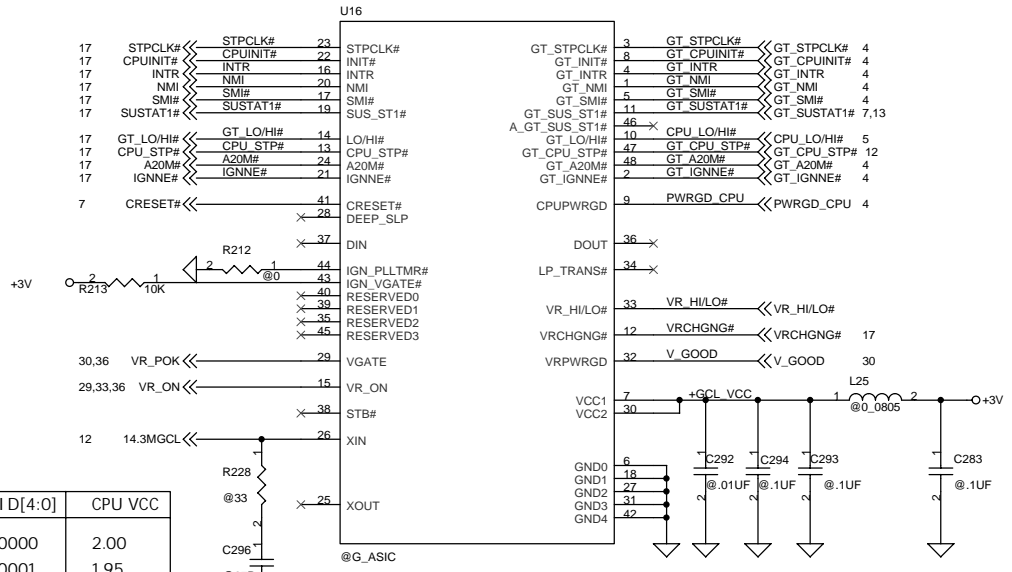 U16
17 STPCLK# STPCLK# 23 STPCLK# GT_STPCLK# 3 GT_STPCLK# GT_STPCLK# 4
17 CPUINIT# CPUINIT# 22 INIT# GT_INIT# 8 GT_CPUINIT# GT_CPUINIT# 4
17 INTR INTR 16 INTR GT_INTR 4 GT_INTR GT_INTR 4
17 NMI NMI 20 NMI GT_NMI 1 GT_NMI GT_NMI 4
17 SMI# SMI# 17 SMI# GT_SMI# 5 GT_SMI# GT_SMI# 4
17 SUSTAT1# SUSTAT1# 19 SUS_ST1# GT_SUS_ST1# 11 GT_SUSTAT1# GT_SUSTAT1# 7,13
A_GT_SUS_ST1# 46
17 GT_LO/HI# GT_LO/HI# 14 LO/HI# GT_LO/HI# 10 CPU_LO/HI# CPU_LO/HI# 5
17 CPU_STP# CPU_STP# 13 CPU_STP# GT_CPU_STP# 47 GT_CPU_STP# GT_CPU_STP# 12
17 A20M# A20M# 24 A20M# GT_A20M# 48 GT_A20M# GT_A20M# 4
17 IGNNE# IGNNE# 21 IGNNE# GT_IGNNE# 2 GT_IGNNE# GT_IGNNE# 4
7 CRESET# 41 CRESET# CPUPWRGD 9 PWRGD_CPU PWRGD_CPU 4
28 DEEP_SLP
37 DIN DOUT 36
R212
2 1 @0 44 IGN_PLLTMR# LP_TRANS# 34
+3V 2 R213 1 10K 43 IGN_VGATE#
40 RESERVED0
39 RESERVED1 VR_HI/LO# 33 VR_HI/LO# VR_HI/LO#
35 RESERVED2
45 RESERVED3 VRCHGNG# 12 VRCHGNG# VRCHGNG# 17
30,36 VR_POK 29 VGATE VRPWRGD 32 V_GOOD V_GOOD 30
29,33,36 VR_ON 15 VR_ON
L25
VCC1 7 +GCL_VCC 1 2 +3V
@0_0805
38 STB# VCC2 30
12 14.3MGCL 26 XIN
1 R228 @33 2
GND0 6
GND1 18
GND2 27
GND3 31
GND4 42
1 C292 @.01UF 2
1 C294 @.1UF 2
1 C293 @.1UF 2
1 C283 @.1UF 2
25 XOUT
C296 1
@G_ASIC
I D[4:0] CPU VCC
0000 2.00
0001 1.95